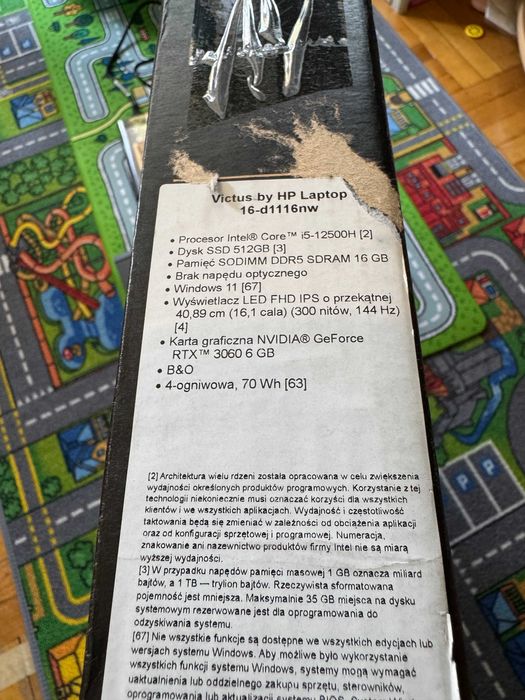 Victus by HP Laptop
16-d1116nw
• Procesor Intel® Core™ i5-12500H [2]
• Dysk SSD 512GB [3]
• Pamięć SODIMM DDR5 SDRAM 16 GB
• Brak napędu optycznego
• Windows 11 [67]
• Wyświetlacz LED FHD IPS o przekątnej
40,89 cm (16,1 cala) (300 nitów, 144 Hz)
[4]
• Karta graficzna NVIDIA® GeForce
RTX™ 3060 6 GB
• B&O
• 4-ogniwowa, 70 Wh [63]
[2] Architektura wielu rdzeni została opracowana w celu zwiększenia
wydajności określonych produktów programowych. Korzystanie z tej
technologii niekoniecznie musi oznaczać korzyści dla wszystkich
klientów i we wszystkich aplikacjach. Wydajność i częstotliwość
taktowania będą się zmieniać w zależności od obciążenia aplikacji
oraz od konfiguracji sprzętowej i programowej. Numeracja,
znakowanie ani nazewnictwo produktów firmy Intel nie są miarą
wyższej wydajności.
[3] W przypadku napędów pamięci masowej 1 GB oznacza miliard
bajtów, a 1 TB — trylion bajtów. Rzeczywista sformatowana
pojemność jest mniejsza. Maksymalnie 35 GB miejsca na dysku
systemowym rezerwowane jest dla oprogramowania do
odzyskiwania systemu.
[67] Nie wszystkie funkcje są dostępne we wszystkich edycjach lub
wersjach systemu Windows. Aby możliwe było wykorzystanie
wszystkich funkcji systemu Windows, systemy mogą wymagać
uaktualnienia lub oddzielnego zakupu sprzętu, sterowników,
oprogramowania lub aktualizacji systemu BIOS.